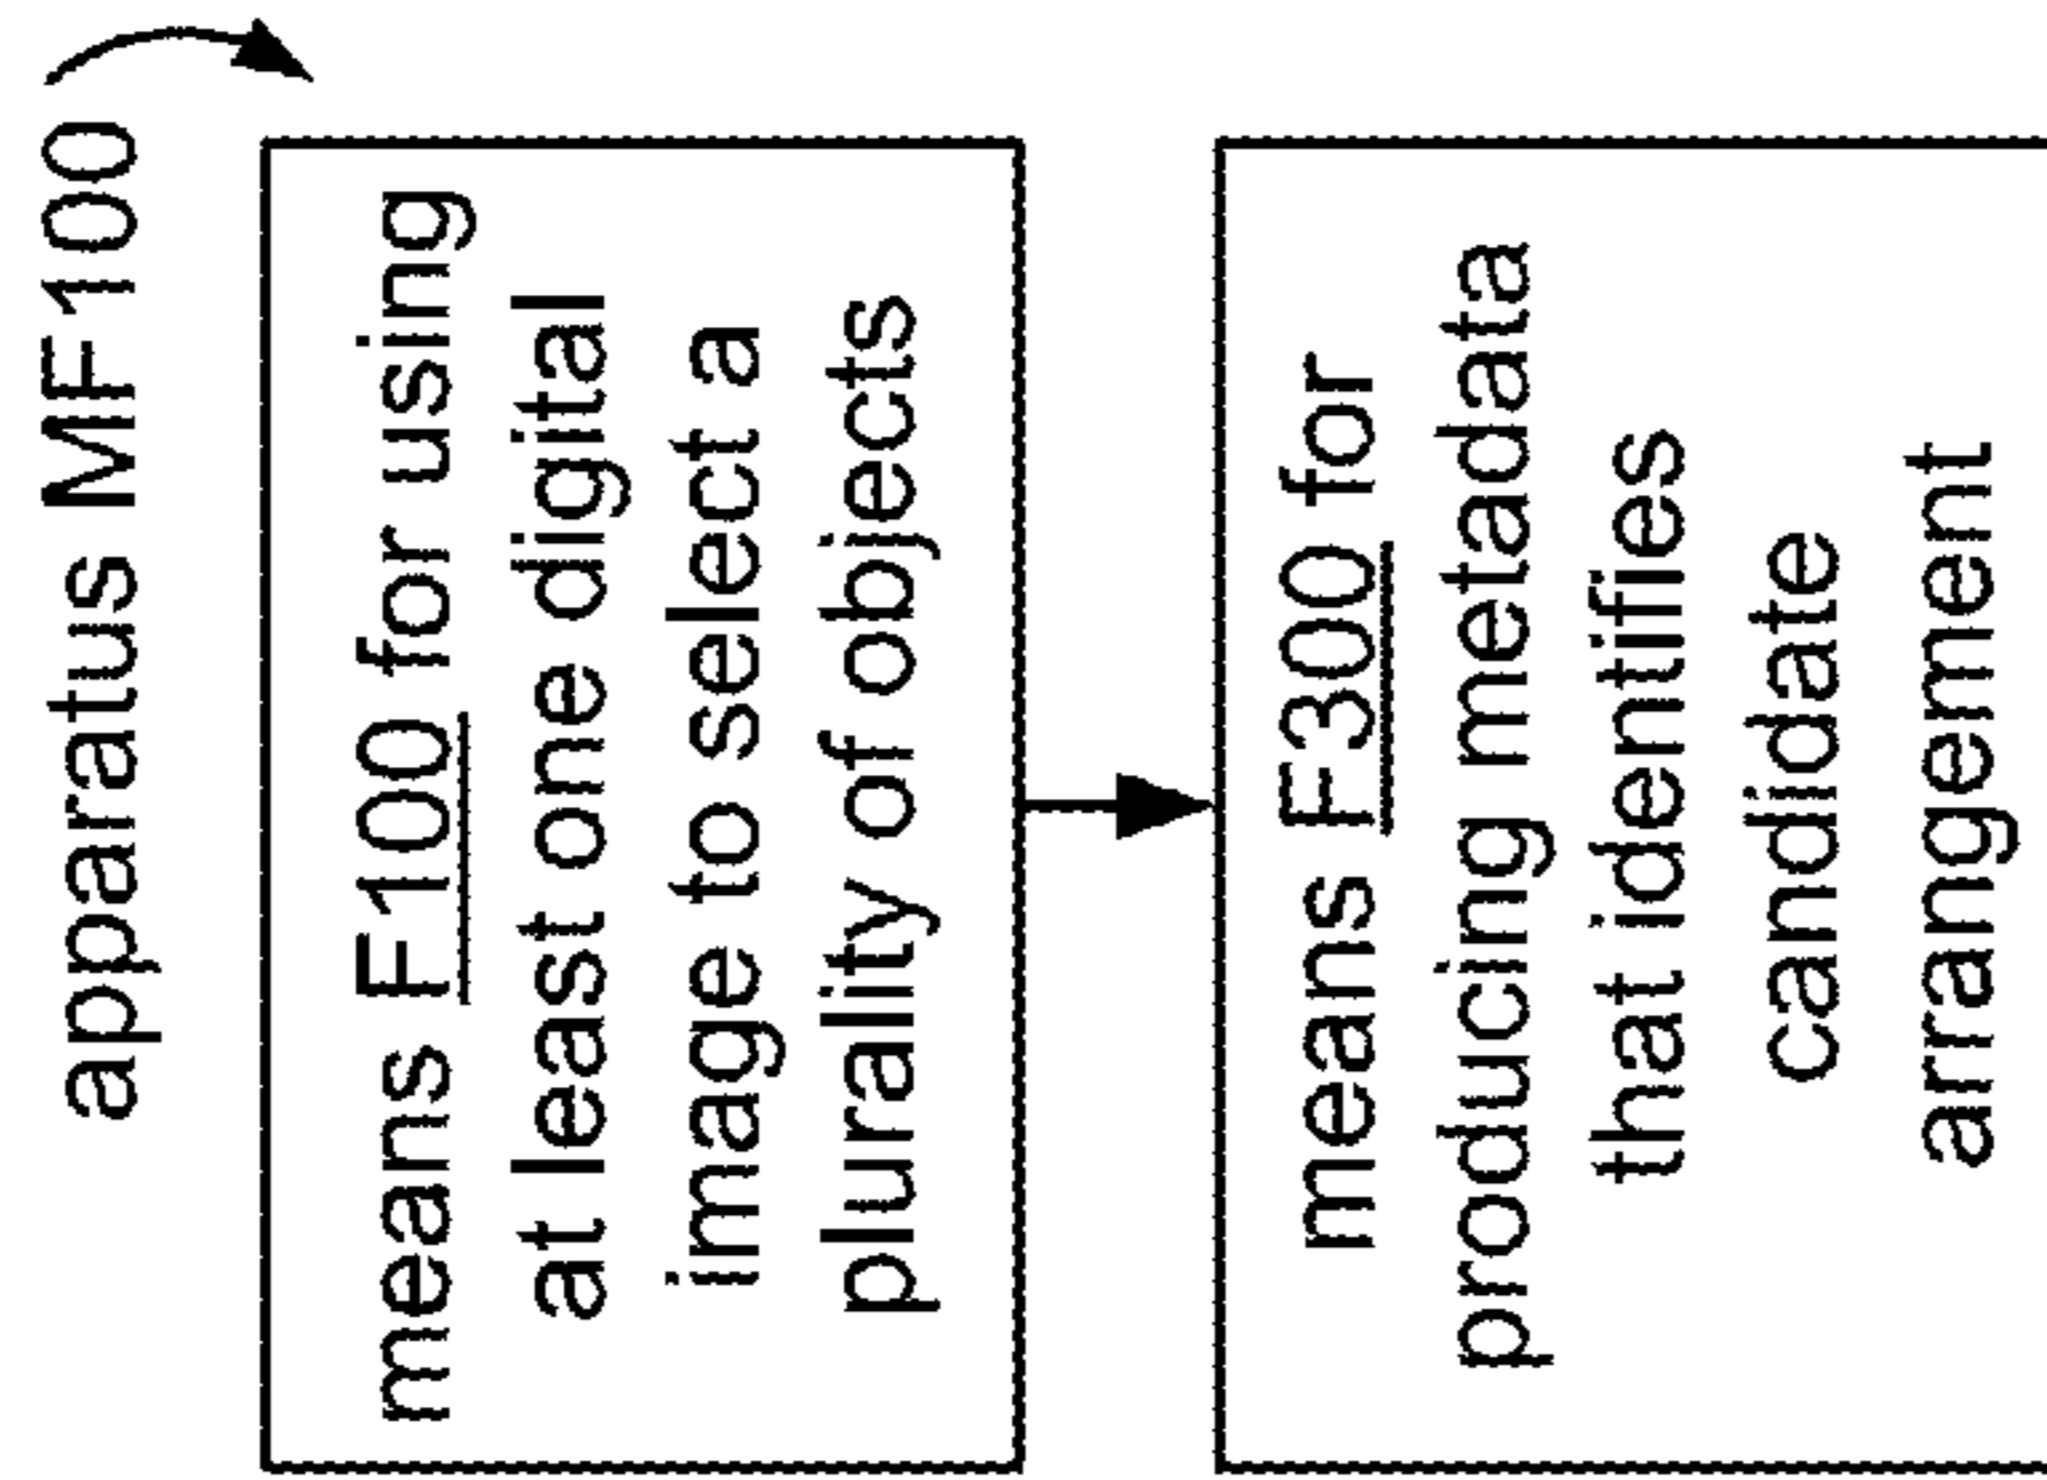 apparatus MF100
means F100 for using
at least one digital
image to select a
plurality of objects
means F300 for
producing metadata
that identifies
candidate
arrangement